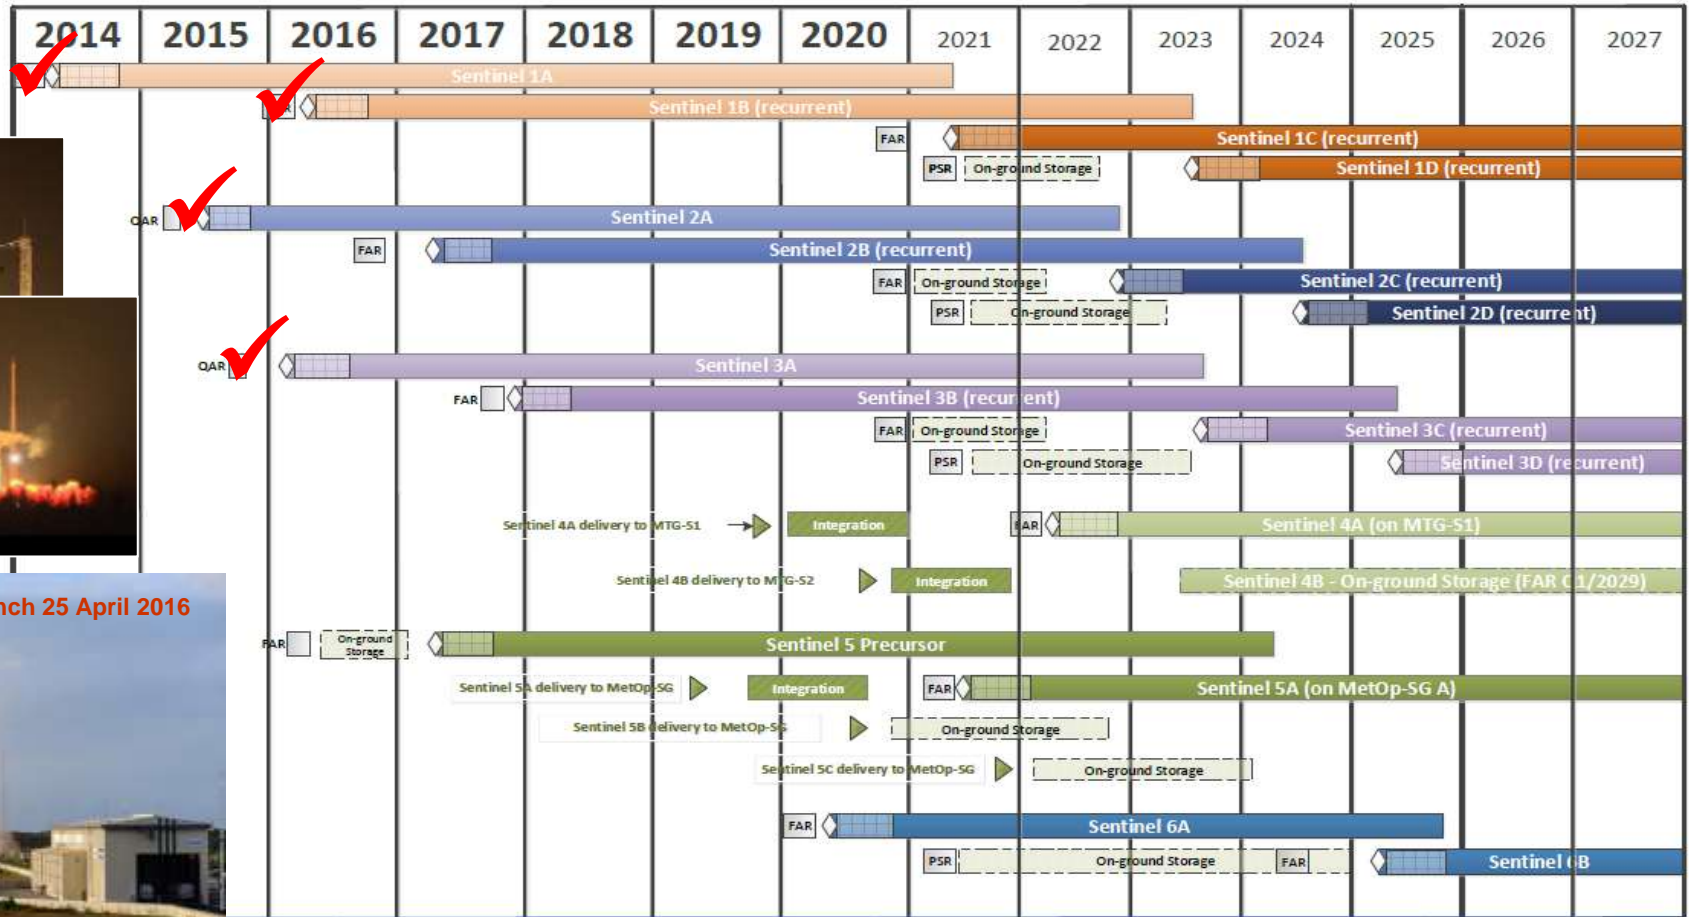 2014 2015 2016 2017 2018 2019 2020 2021 2022 2023 2024 2025 2026 2027
Sentinel 1A
Sentinel 1B (recurrent)
FAR Sentinel 1C (recurrent)
PSR On-ground Storage Sentinel 1D (recurrent)
QAR Sentinel 2A
FAR Sentinel 2B (recurrent)
FAR On-ground Storage Sentinel 2C (recurrent)
PSR On-ground Storage Sentinel 2D (recurrent)
QAR Sentinel 3A
FAR Sentinel 3B (recurrent)
FAR On-ground Storage Sentinel 3C (recurrent)
PSR On-ground Storage Sentinel 3D (recurrent)
Sentinel 4A delivery to MTG-S1 Integration FAR Sentinel 4A (on MTG-S1)
Sentinel 4B delivery to MTG-S2 Integration Sentinel 4B - On-ground Storage (FAR Q1/2029)
nch 25 April 2016
FAR On-ground
Storage
Sentinel 5 Precursor
Sentinel 5A delivery to MetOp-SG Integration FAR Sentinel 5A (on MetOp-SG A)
Sentinel 5B delivery to MetOp-SG On-ground Storage
Sentinel 5C delivery to MetOp-SG On-ground Storage
FAR Sentinel 6A
PSR On-ground Storage FAR Sentinel 6B